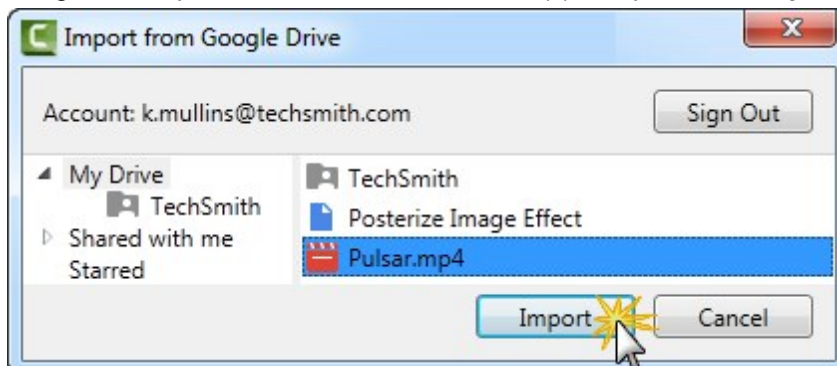 Import from Google Drive
Account: k.mullins@techsmith.com
Sign Out
My Drive
TechSmith
Shared with me
Starred
TechSmith
Posterize Image Effect
Pulsar.mp4
Import
Cancel